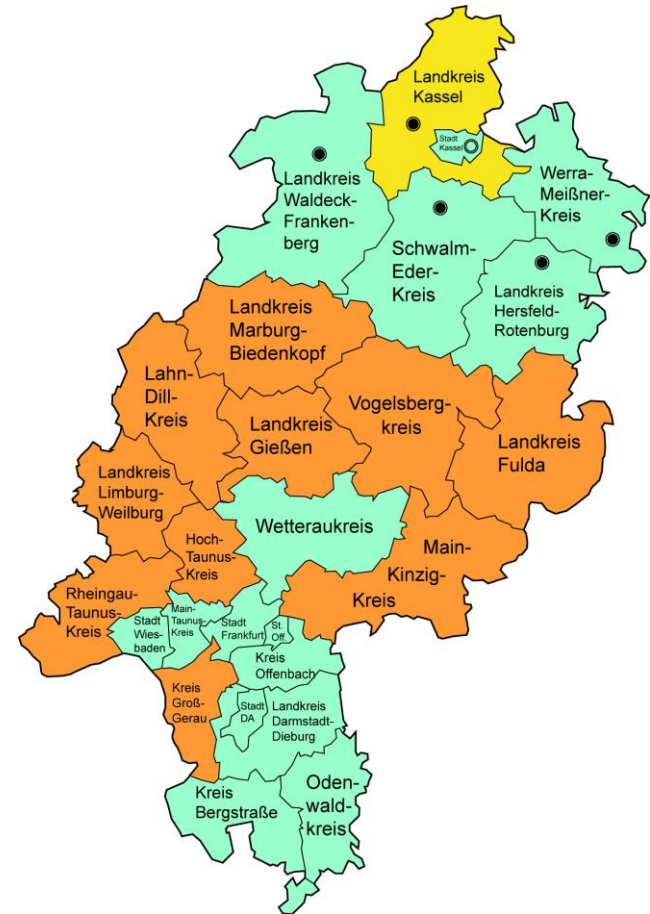 Landkreis
Kassel
Stadt
Kassel
Landkreis
Waldeck-
Franken-
berg
Werra-
Meißner-
Kreis
Schwalm-
Eder-
Kreis
Landkreis
Hersfeld-
Rotenburg
Landkreis
Marburg-
Biedenkopf
Lahn-
Dill-
Kreis
Landkreis
Gießen
Vogelsberg-
kreis
Landkreis
Fulda
Landkreis
Limburg-
Weilburg
Wetteraukreis
Hoch-
Taunus-
Kreis
Main-
Kinzig-
Kreis
Rheingau-
Taunus-
Kreis
Stadt
Wies-
baden
Main-
Taunus-
Kreis
Stadt
Frankfurt
St.
Off.
Kreis
Offenbach
Kreis
Groß-
Gerau
Stadt
DA
Landkreis
Darmstadt-
Dieburg
Kreis
Bergstraße
Oden-
wald-
kreis